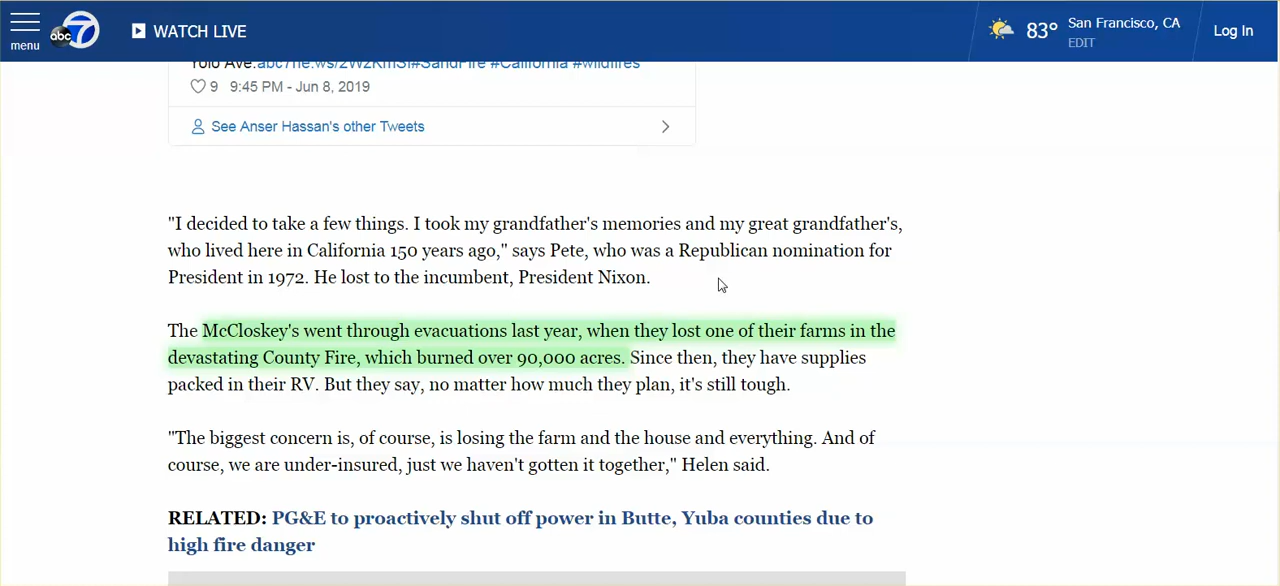 menu
abc 7
WATCH LIVE
83°
San Francisco, CA
EDIT
Log In
Yolo Ave.abc7ne.ws/2WzKmSf#SandFire #California #wildfires
9 9:45 PM - Jun 8, 2019
See Anser Hassan's other Tweets
"I decided to take a few things. I took my grandfather's memories and my great grandfather's,
who lived here in California 150 years ago," says Pete, who was a Republican nomination for
President in 1972. He lost to the incumbent, President Nixon.
The McCloskey's went through evacuations last year, when they lost one of their farms in the
devastating County Fire, which burned over 90,000 acres. Since then, they have supplies
packed in their RV. But they say, no matter how much they plan, it's still tough.
"The biggest concern is, of course, is losing the farm and the house and everything. And of
course, we are under-insured, just we haven't gotten it together," Helen said.
RELATED: PG&E to proactively shut off power in Butte, Yuba counties due to
high fire danger